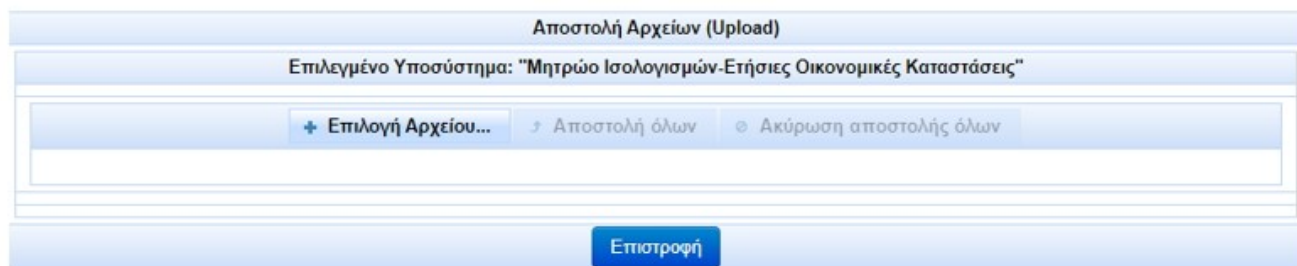 Αποστολή Αρχείων (Upload)
Επιλεγμένο Υποσύστημα: "Μητρώο Ισολογισμών-Ετήσιες Οικονομικές Καταστάσεις"
Επιλογή Αρχείου... Αποστολή όλων Ακύρωση αποστολής όλων
Επιστροφή